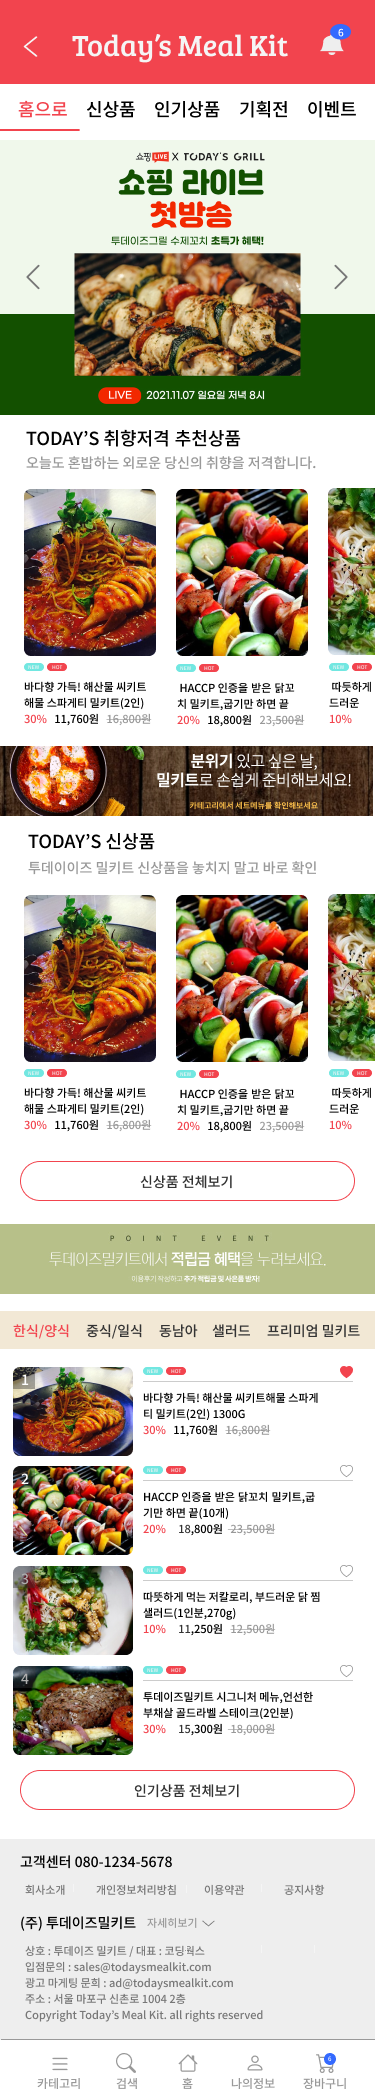 Today's Meal Kit
6
홈으로 신상품 인기상품 기획전 이벤트
쇼핑 LIVE X TODAY'S GRILL
쇼핑 라이브
첫방송
투데이즈그릴 수제꼬치 초특가 혜택!
LIVE 2021.11.07 일요일 저녁 8시
TODAY'S 취향저격 추천상품
오늘도 혼밥하는 외로운 당신의 취향을 저격합니다.
NEW HOT
바다향 가득! 해산물 씨키트
해물 스파게티 밀키트(2인)
30% 11,760원 16,800원
NEW HOT
HACCP 인증을 받은 닭꼬
치 밀키트,굽기만 하면 끝
20% 18,800원 23,500원
NEW HOT
따듯하게
드러운
10%
분위기 있고 싶은 날,
밀키트로 손쉽게 준비해보세요!
카테고리에서 세트메뉴를 확인해보세요
TODAY'S 신상품
투데이이즈 밀키트 신상품을 놓치지 말고 바로 확인
NEW HOT
바다향 가득! 해산물 씨키트
해물 스파게티 밀키트(2인)
30% 11,760원 16,800원
NEW HOT
HACCP 인증을 받은 닭꼬
치 밀키트,굽기만 하면 끝
20% 18,800원 23,500원
NEW HOT
따듯하게
드러운
10%
신상품 전체보기
POINT EVENT
투데이즈밀키트에서 적립금 혜택을 누려보세요.
이용후기 작성하고 추가 적립금 및 사은품 받자!
한식/양식 중식/일식 동남아 샐러드 프리미엄 밀키트
1
NEW HOT
바다향 가득! 해산물 씨키트해물 스파게
티 밀키트(2인) 1300G
30% 11,760원 16,800원
2
NEW HOT
HACCP 인증을 받은 닭꼬치 밀키트,굽
기만 하면 끝(10개)
20% 18,800원 23,500원
3
NEW HOT
따뜻하게 먹는 저칼로리, 부드러운 닭 찜
샐러드(1인분,270g)
10% 11,250원 12,500원
4
NEW HOT
투데이즈밀키트 시그니처 메뉴,언선한
부채살 골드라벨 스테이크(2인분)
30% 15,300원 18,000원
인기상품 전체보기
고객센터 080-1234-5678
회사소개 개인정보처리방침 이용약관 공지사항
(주) 투데이즈밀키트 자세히보기
상호 : 투데이즈 밀키트 / 대표 : 코딩웍스
입점문의 : sales@todaysmealkit.com
광고 마게팅 문희 : ad@todaysmealkit.com
주소 : 서울 마포구 신촌로 1004 2층
Copyright Today's Meal Kit. all rights reserved
6
카테고리 검색 홈 나의정보 장바구니